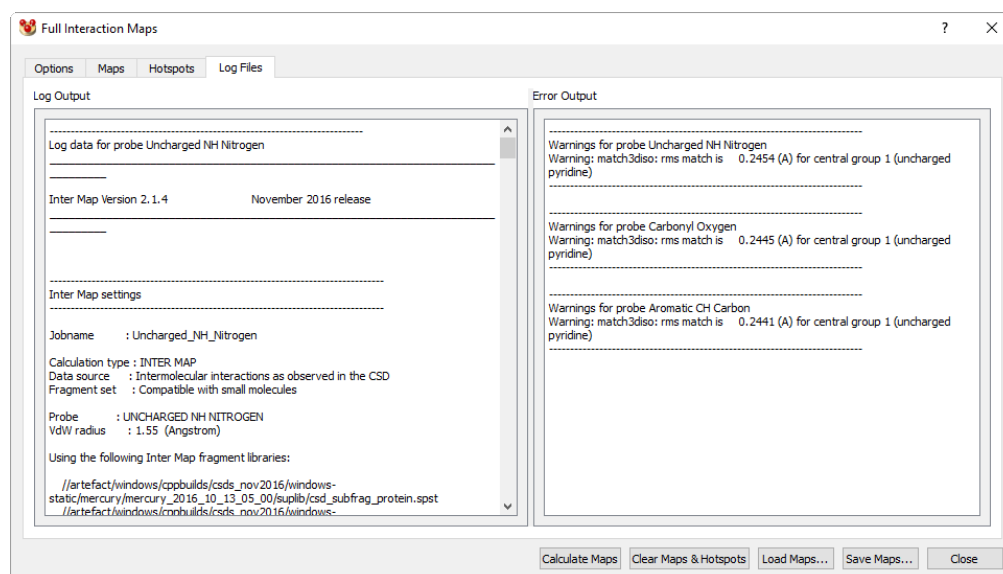 Full Interaction Maps
?
Options Maps Hotspots Log Files
Log Output
--------------------------------------------------------------------------------
Log data for probe Uncharged NH Nitrogen
Inter Map Version 2.1.4 November 2016 release
--------------------------------------------------------------------------------
Inter Map settings
--------------------------------------------------------------------------------
Jobname : Uncharged_NH_Nitrogen
Calculation type : INTER MAP
Data source : Intermolecular interactions as observed in the CSD
Fragment set : Compatible with small molecules
Probe : UNCHARGED NH NITROGEN
VdW radius : 1.55 (Angstrom)
Using the following Inter Map fragment libraries:
//artefact/windows/cppbuilds/csds_nov2016/windows-
static/mercury/mercury_2016_10_13_05_00/suplib/csd_subfrag_protein.spst
//artefact/windows/cppbuilds/csds_nov2016/windows-
Error Output
--------------------------------------------------------------------------------
Warnings for probe Uncharged NH Nitrogen
Warning: match3diso: rms match is 0.2454 (A) for central group 1 (uncharged
pyridine)
--------------------------------------------------------------------------------
--------------------------------------------------------------------------------
Warnings for probe Carbonyl Oxygen
Warning: match3diso: rms match is 0.2445 (A) for central group 1 (uncharged
pyridine)
--------------------------------------------------------------------------------
--------------------------------------------------------------------------------
Warnings for probe Aromatic CH Carbon
Warning: match3diso: rms match is 0.2441 (A) for central group 1 (uncharged
pyridine)
--------------------------------------------------------------------------------
Calculate Maps Clear Maps & Hotspots Load Maps... Save Maps... Close